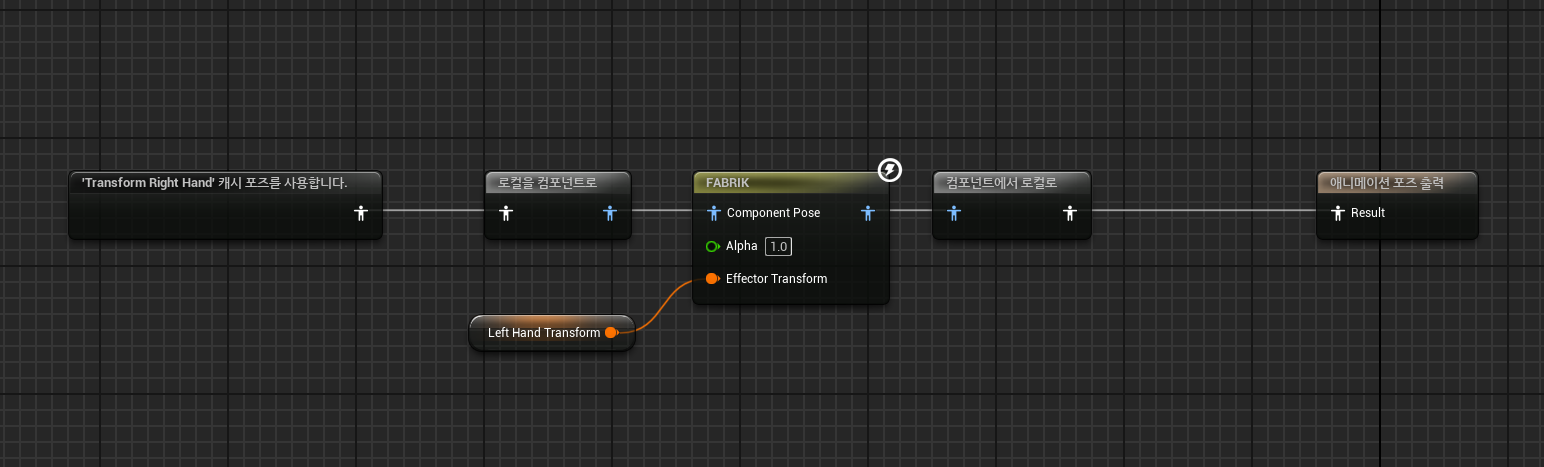 'Transform Right Hand' 캐시 포즈를 사용합니다.
로컬을 컴포넌트로
FABRIK
Component Pose
Alpha 1.0
Effector Transform
컴포넌트에서 로컬로
애니메이션 포즈 출력
Result
Left Hand Transform